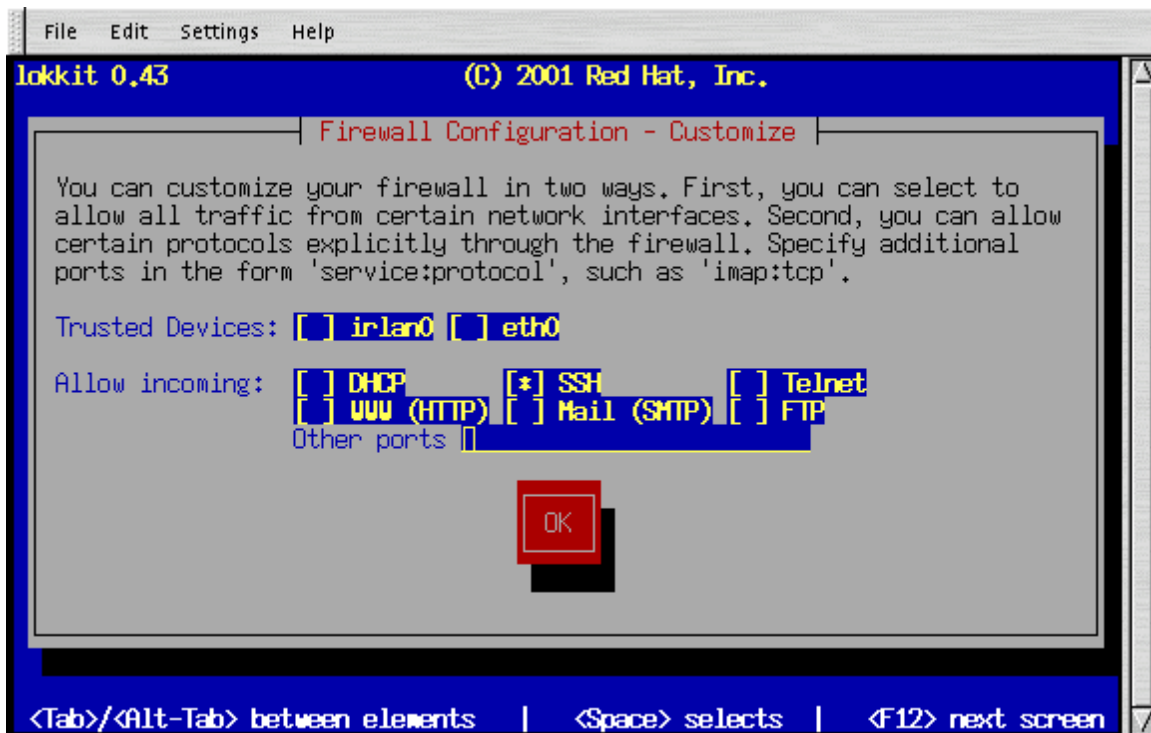 File Edit Settings Help
lokkit 0.43 (C) 2001 Red Hat, Inc.
Firewall Configuration - Customize
You can customize your firewall in two ways. First, you can select to
allow all traffic from certain network interfaces. Second, you can allow
certain protocols explicitly through the firewall. Specify additional
ports in the form 'service:protocol', such as 'imap:tcp'.
Trusted Devices: [ ] irlan0 [ ] eth0
Allow incoming: [ ] DHCP [*] SSH [ ] Telnet
[ ] WWW (HTTP) [ ] Mail (SMTP) [ ] FTP
Other ports
OK
<Tab>/<Alt-Tab> between elements | <Space> selects | <F12> next screen